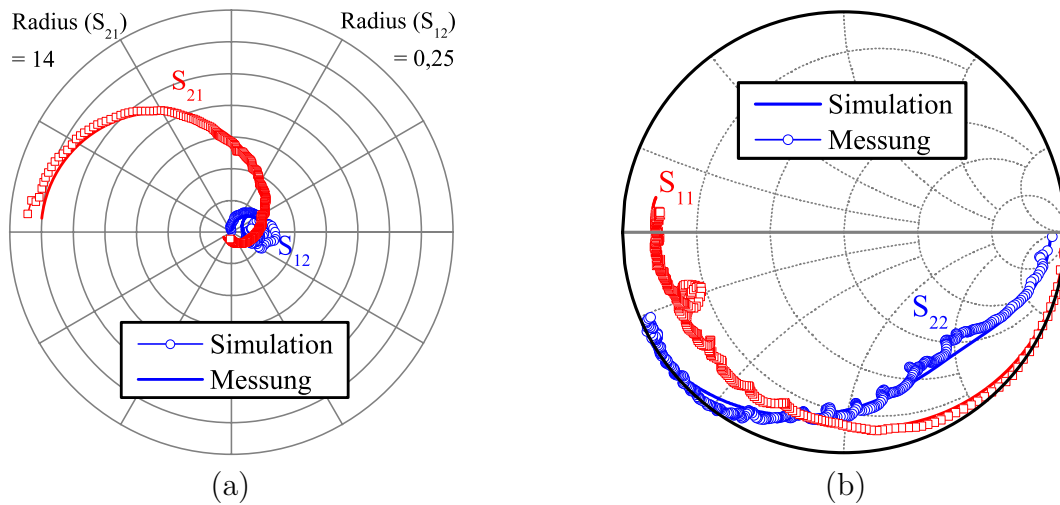 Radius (S21)
= 14
Radius (S12)
= 0,25
S21
S12
Simulation
Messung
(a)
Simulation
Messung
S11
S22
(b)